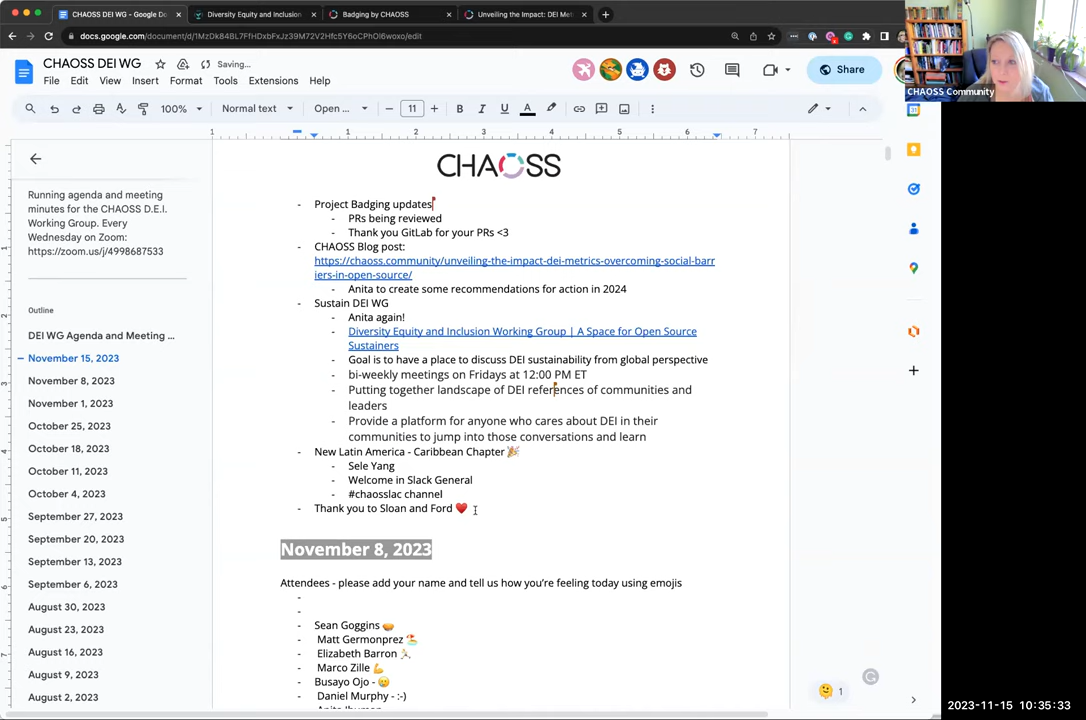 CHAOSS DEI WG - Google Do
Diversity Equity and Inclusion
Badging by CHAOSS
Unveiling the Impact: DEI Met
docs.google.com/document/d/1MzDk84BL7FfHDxbFxJz39M72V2Hfc5Y6oCPhOl6woxo/edit
CHAOSS DEI WG
Saving...
File Edit View Insert Format Tools Extensions Help
Share
CHAOSS Community
100% Normal text Open ... 11
1 1 2 3 4 5 6 7
Running agenda and meeting
minutes for the CHAOSS D.E.I.
Working Group. Every
Wednesday on Zoom:
https://zoom.us/j/4998687533
Outline
DEI WG Agenda and Meeting ...
November 15, 2023
November 8, 2023
November 1, 2023
October 25, 2023
October 18, 2023
October 11, 2023
October 4, 2023
September 27, 2023
September 20, 2023
September 13, 2023
September 6, 2023
August 30, 2023
August 23, 2023
August 16, 2023
August 9, 2023
August 2, 2023
CHAOSS
- Project Badging updates
- PRs being reviewed
- Thank you GitLab for your PRs <3
- CHAOSS Blog post:
https://chaoss.community/unveiling-the-impact-dei-metrics-overcoming-social-barr
iers-in-open-source/
- Anita to create some recommendations for action in 2024
- Sustain DEI WG
- Anita again!
- Diversity Equity and Inclusion Working Group | A Space for Open Source
Sustainers
- Goal is to have a place to discuss DEI sustainability from global perspective
- bi-weekly meetings on Fridays at 12:00 PM ET
- Putting together landscape of DEI references of communities and
leaders
- Provide a platform for anyone who cares about DEI in their
communities to jump into those conversations and learn
- New Latin America - Caribbean Chapter 🎉
- Sele Yang
- Welcome in Slack General
- #chaosslac channel
- Thank you to Sloan and Ford ♥️
November 8, 2023
Attendees - please add your name and tell us how you're feeling today using emojis
-
-
- Sean Goggins
- Matt Germonprez
- Elizabeth Barron
- Marco Zille 💪
- Busayo Ojo -
- Daniel Murphy - :-)
1
2023-11-15 10:35:33